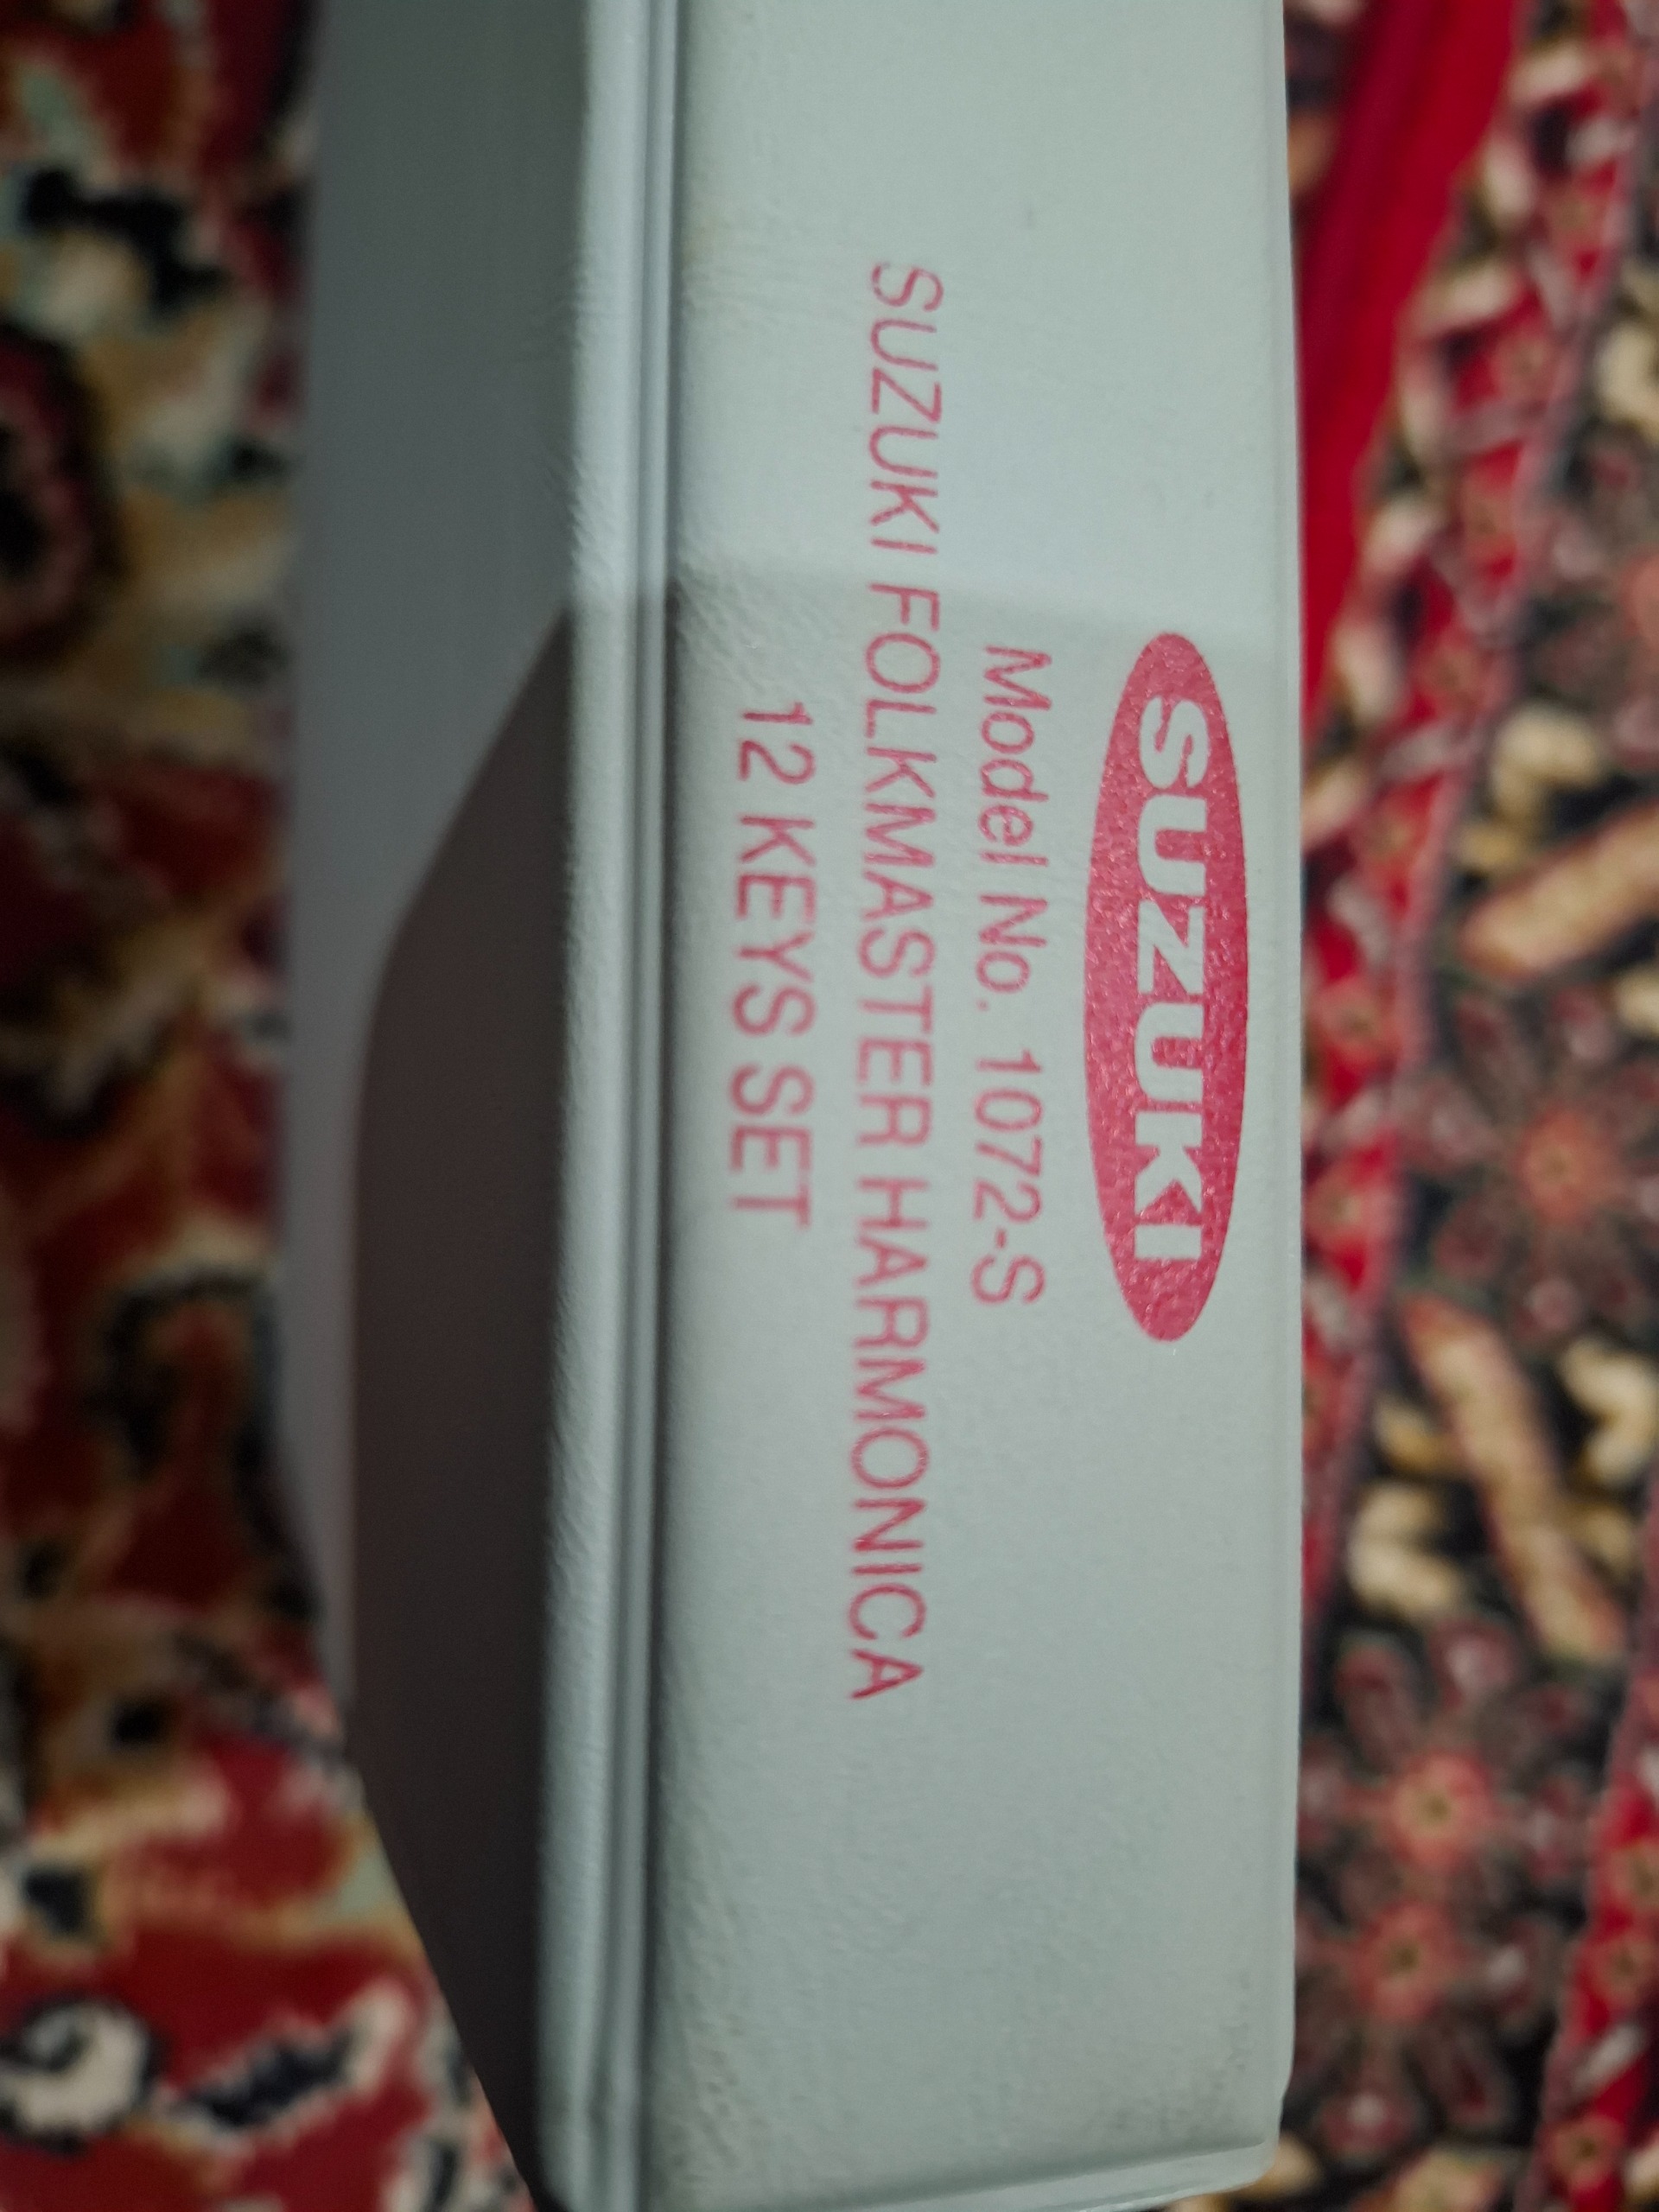 SUZUKI
Model No. 1072-S
SUZUKI FOLKMASTER HARMONICA
12 KEYS SET